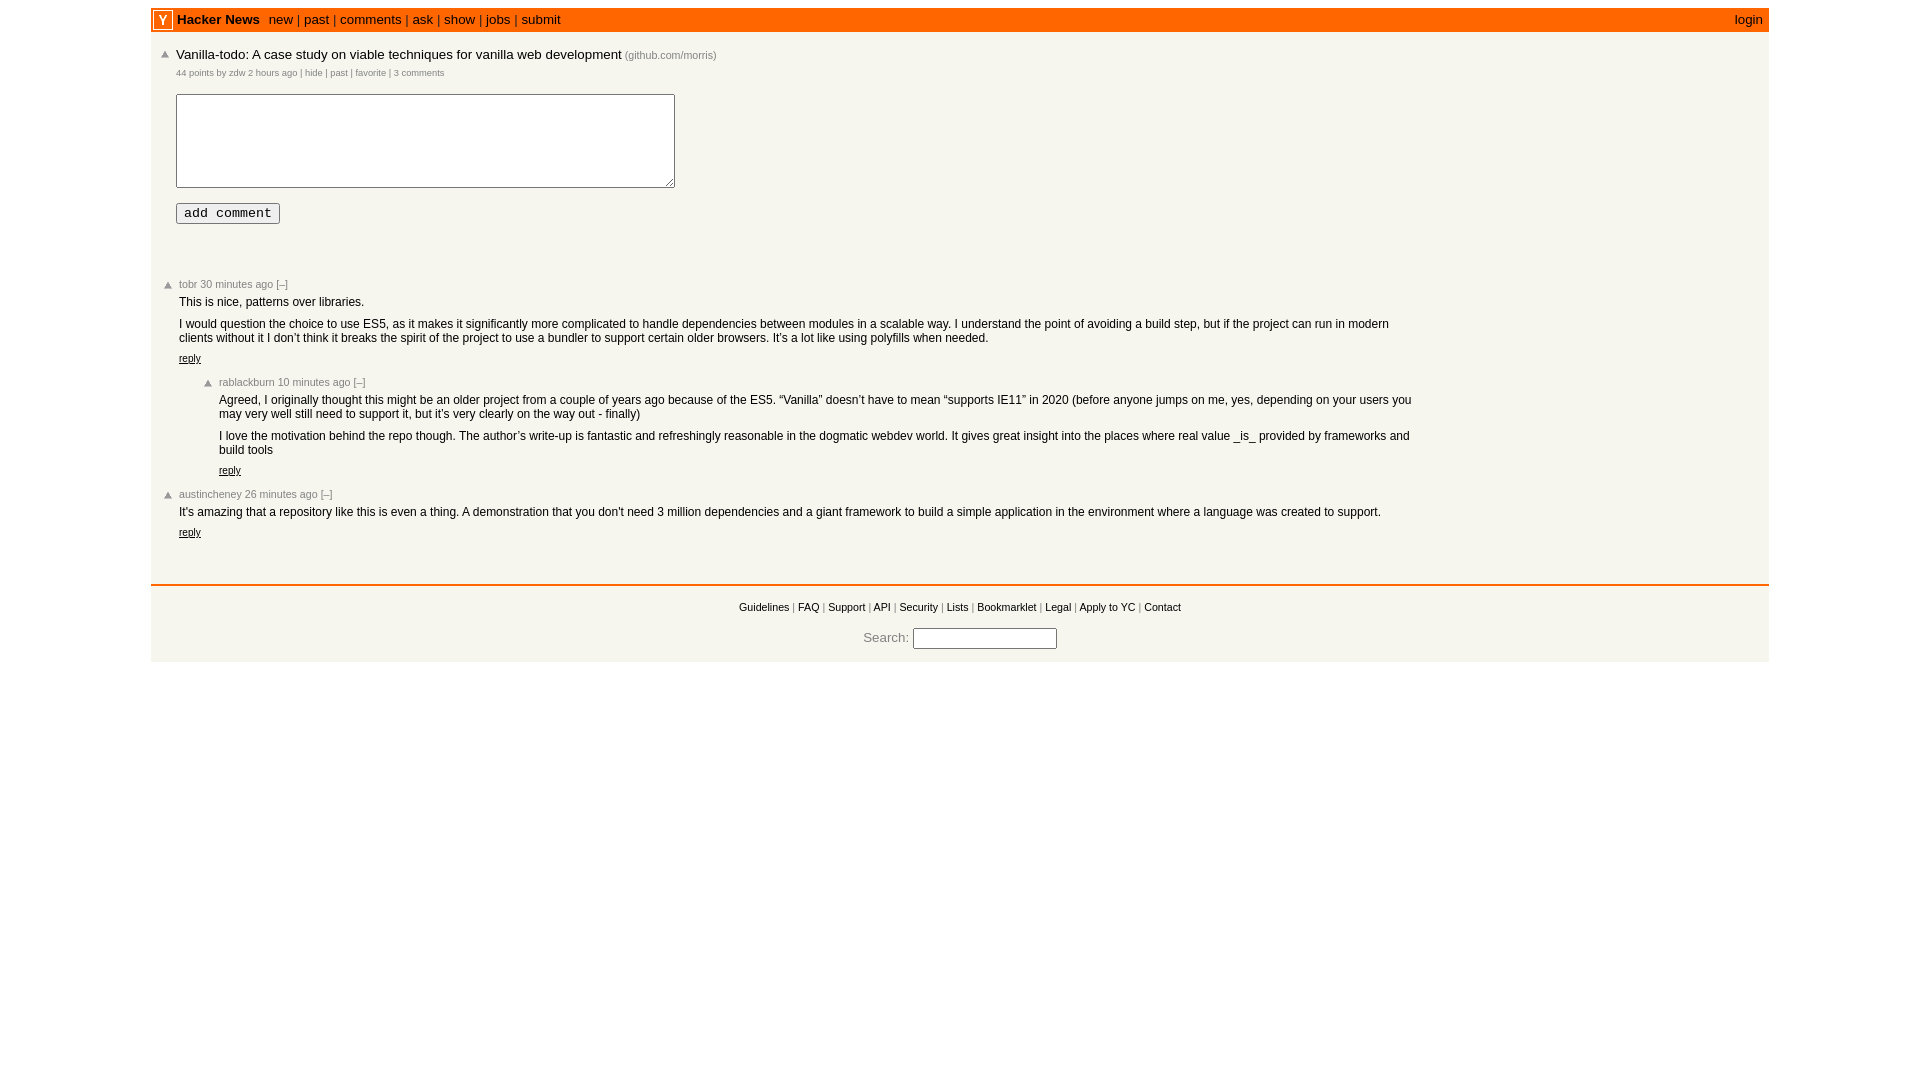 Y Hacker News new | past | comments | ask | show | jobs | submit login
Vanilla-todo: A case study on viable techniques for vanilla web development (github.com/morris)
44 points by zdw 2 hours ago | hide | past | favorite | 3 comments
add comment
tobr 30 minutes ago [–]
This is nice, patterns over libraries.
I would question the choice to use ES5, as it makes it significantly more complicated to handle dependencies between modules in a scalable way. I understand the point of avoiding a build step, but if the project can run in modern
clients without it I don’t think it breaks the spirit of the project to use a bundler to support certain older browsers. It’s a lot like using polyfills when needed.
reply
rablackburn 10 minutes ago [–]
Agreed, I originally thought this might be an older project from a couple of years ago because of the ES5. “Vanilla” doesn’t have to mean “supports IE11” in 2020 (before anyone jumps on me, yes, depending on your users you
may very well still need to support it, but it’s very clearly on the way out - finally)
I love the motivation behind the repo though. The author’s write-up is fantastic and refreshingly reasonable in the dogmatic webdev world. It gives great insight into the places where real value _is_ provided by frameworks and
build tools
reply
austincheney 26 minutes ago [–]
It's amazing that a repository like this is even a thing. A demonstration that you don't need 3 million dependencies and a giant framework to build a simple application in the environment where a language was created to support.
reply
Guidelines | FAQ | Support | API | Security | Lists | Bookmarklet | Legal | Apply to YC | Contact
Search: